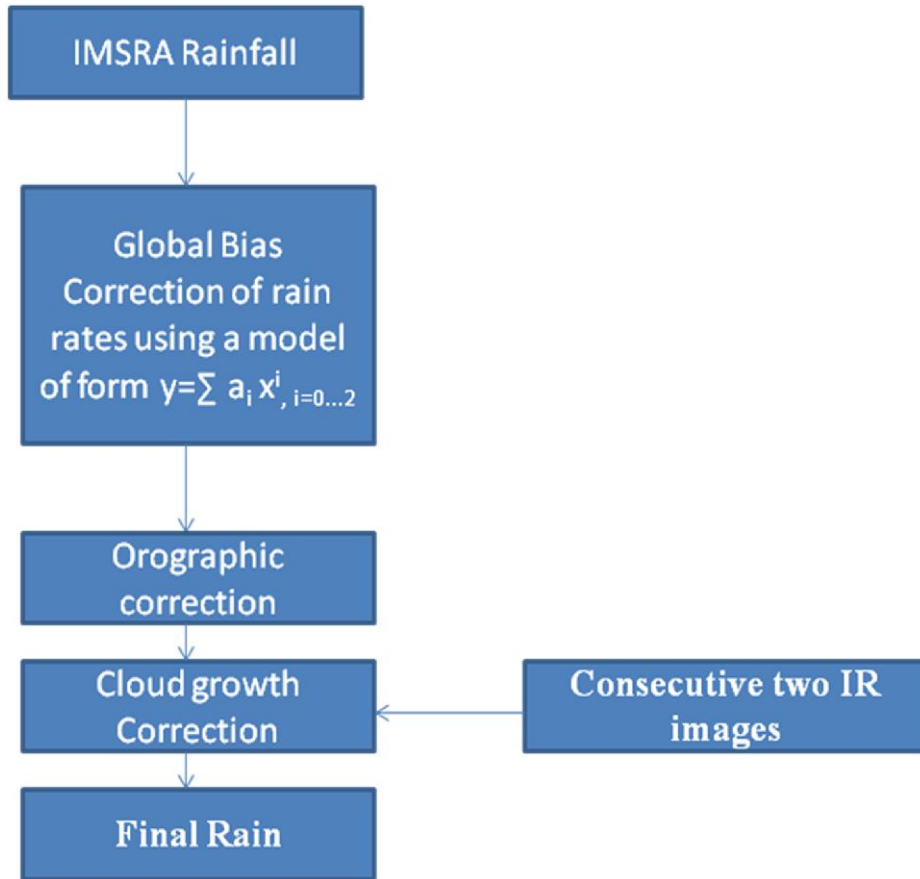 IMSRA Rainfall
Global Bias
Correction of rain
rates using a model
of form y=∑ aᵢ xⁱ, i=0...2
Orographic
correction
Cloud growth
Correction
Consecutive two IR
images
Final Rain